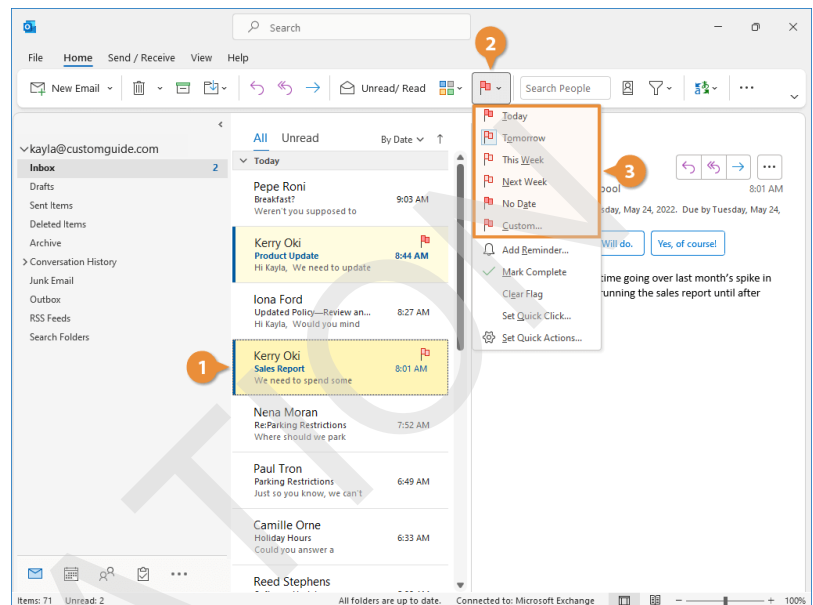 Search
2
File Home Send / Receive View Help
New Email Unread/ Read Search People
All Unread By Date
kayla@customguide.com
Inbox 2
Drafts
Sent Items
Deleted Items
Archive
Conversation History
Junk Email
Outbox
RSS Feeds
Search Folders
Today
Pepe Roni
Breakfast? 9:03 AM
Weren't you supposed to
Kerry Oki
Product Update 8:44 AM
Hi Kayla, We need to update
Iona Ford
Updated Policy—Review an... 8:27 AM
Hi Kayla, Would you mind
1
Kerry Oki
Sales Report 8:01 AM
We need to spend some
Nena Moran
Re:Parking Restrictions 7:52 AM
Where should we park
Paul Tron
Parking Restrictions 6:49 AM
Just so you know, we can't
Camille Orne
Holiday Hours 6:33 AM
Could you answer a
Reed Stephens
Today
Tomorrow
This Week
Next Week
No Date
Custom...
3
Add Reminder...
Mark Complete
Clear Flag
Set Quick Click...
Set Quick Actions...
8:01 AM
May 24, 2022. Due by Tuesday, May 24,
Will do. Yes, of course!
time going over last month's spike in
running the sales report until after
Items: 71 Unread: 2 All folders are up to date. Connected to: Microsoft Exchange 100%